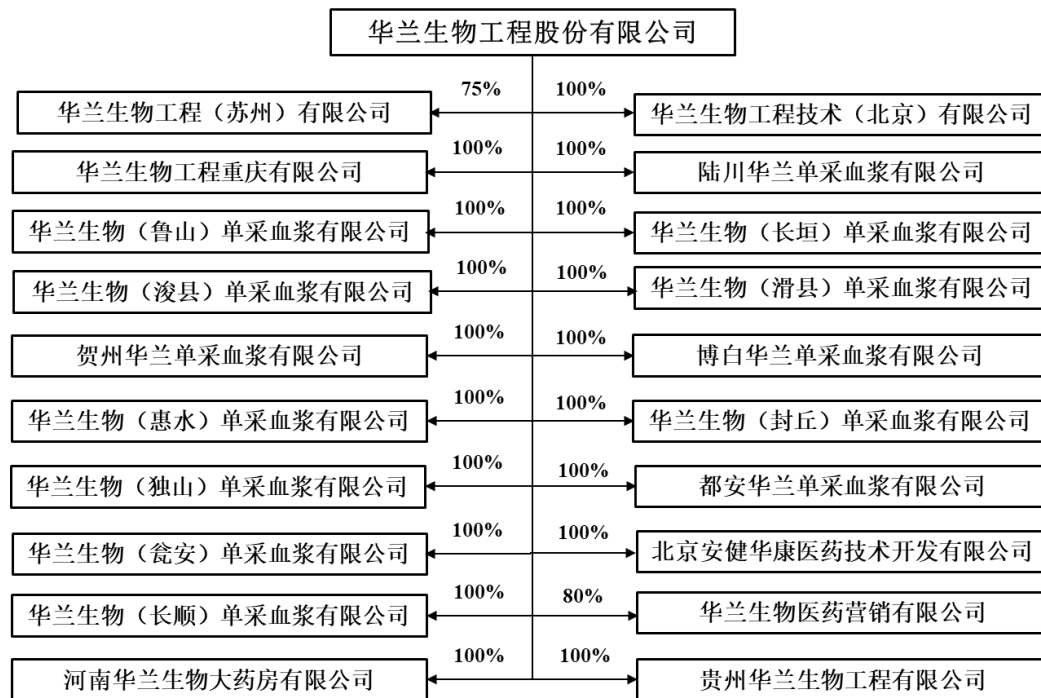 华兰生物工程股份有限公司
75%
100%
华兰生物工程（苏州）有限公司
华兰生物工程技术（北京）有限公司
100%
100%
华兰生物工程重庆有限公司
陆川华兰单采血浆有限公司
100%
100%
华兰生物（鲁山）单采血浆有限公司
华兰生物（长垣）单采血浆有限公司
100%
100%
华兰生物（浚县）单采血浆有限公司
华兰生物（滑县）单采血浆有限公司
100%
100%
贺州华兰单采血浆有限公司
博白华兰单采血浆有限公司
100%
100%
华兰生物（惠水）单采血浆有限公司
华兰生物（封丘）单采血浆有限公司
100%
100%
华兰生物（独山）单采血浆有限公司
都安华兰单采血浆有限公司
100%
100%
华兰生物（瓮安）单采血浆有限公司
北京安健华康医药技术开发有限公司
100%
80%
华兰生物（长顺）单采血浆有限公司
华兰生物医药营销有限公司
100%
100%
河南华兰生物大药房有限公司
贵州华兰生物工程有限公司